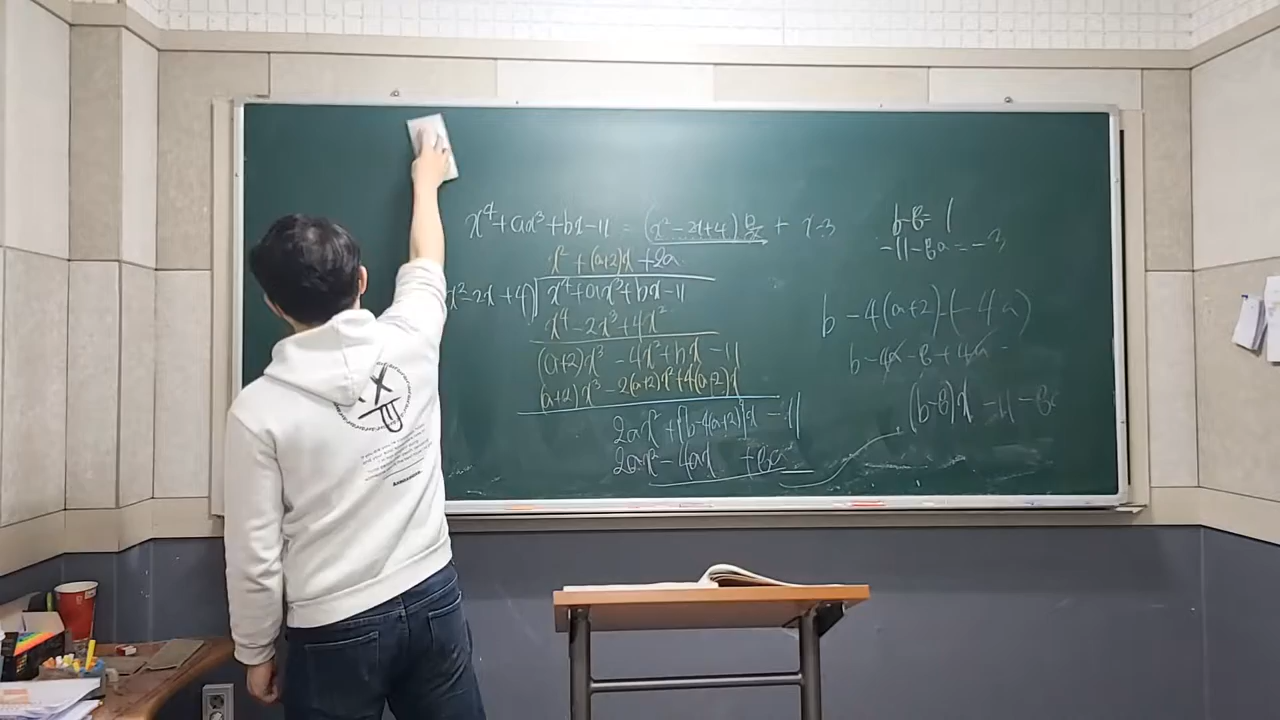 x⁴+ax³+bx-11 = (x²-2x+4) + x-3
x²+(a+2)x+2a
x²-2x+4) x⁴+ax³+bx-11
x⁴-2x³+4x²
(a+2)x³-4x²+bx-11
(a+2)x³-2(a+2)x²+4(a+2)x
2ax²+(b-4(a+2))x-11
2ax²-4ax+8a
b-8=1
-11-8a=-3
b-4(a+2)-(-4a)
b-4a-8+4a
(b-8)x-11-8a